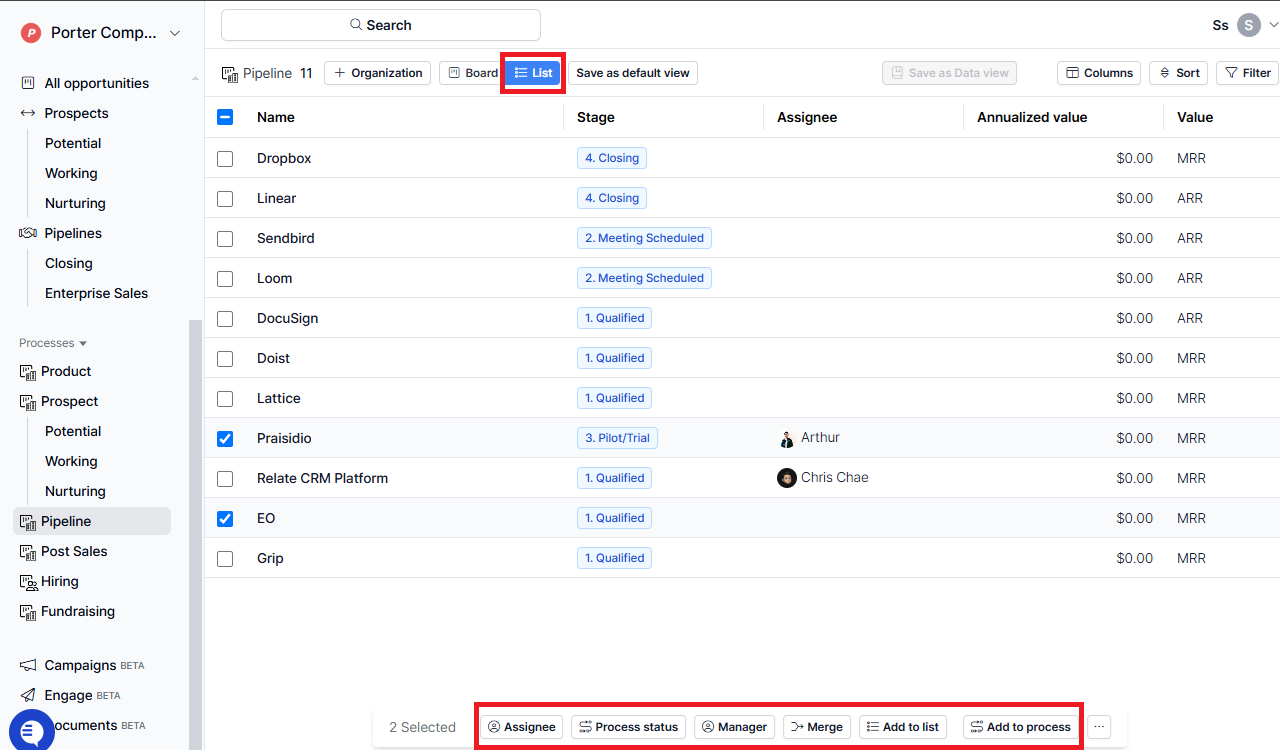 P Porter Comp...
Search
Ss S
All opportunities
Prospects
Potential
Working
Nurturing
Pipelines
Closing
Enterprise Sales
Processes
Product
Prospect
Potential
Working
Nurturing
Pipeline
Post Sales
Hiring
Fundraising
Campaigns BETA
Engage BETA
ocuments BETA
Pipeline 11 + Organization Board List Save as default view Save as Data view Columns Sort Filter
Name Stage Assignee Annualized value Value
Dropbox 4. Closing $0.00 MRR
Linear 4. Closing $0.00 ARR
Sendbird 2. Meeting Scheduled $0.00 ARR
Loom 2. Meeting Scheduled $0.00 ARR
DocuSign 1. Qualified $0.00 ARR
Doist 1. Qualified $0.00 MRR
Lattice 1. Qualified $0.00 MRR
Praisidio 3. Pilot/Trial Arthur $0.00 MRR
Relate CRM Platform 1. Qualified Chris Chae $0.00 MRR
EO 1. Qualified $0.00 MRR
Grip 1. Qualified $0.00 MRR
2 Selected Assignee Process status Manager Merge Add to list Add to process ...